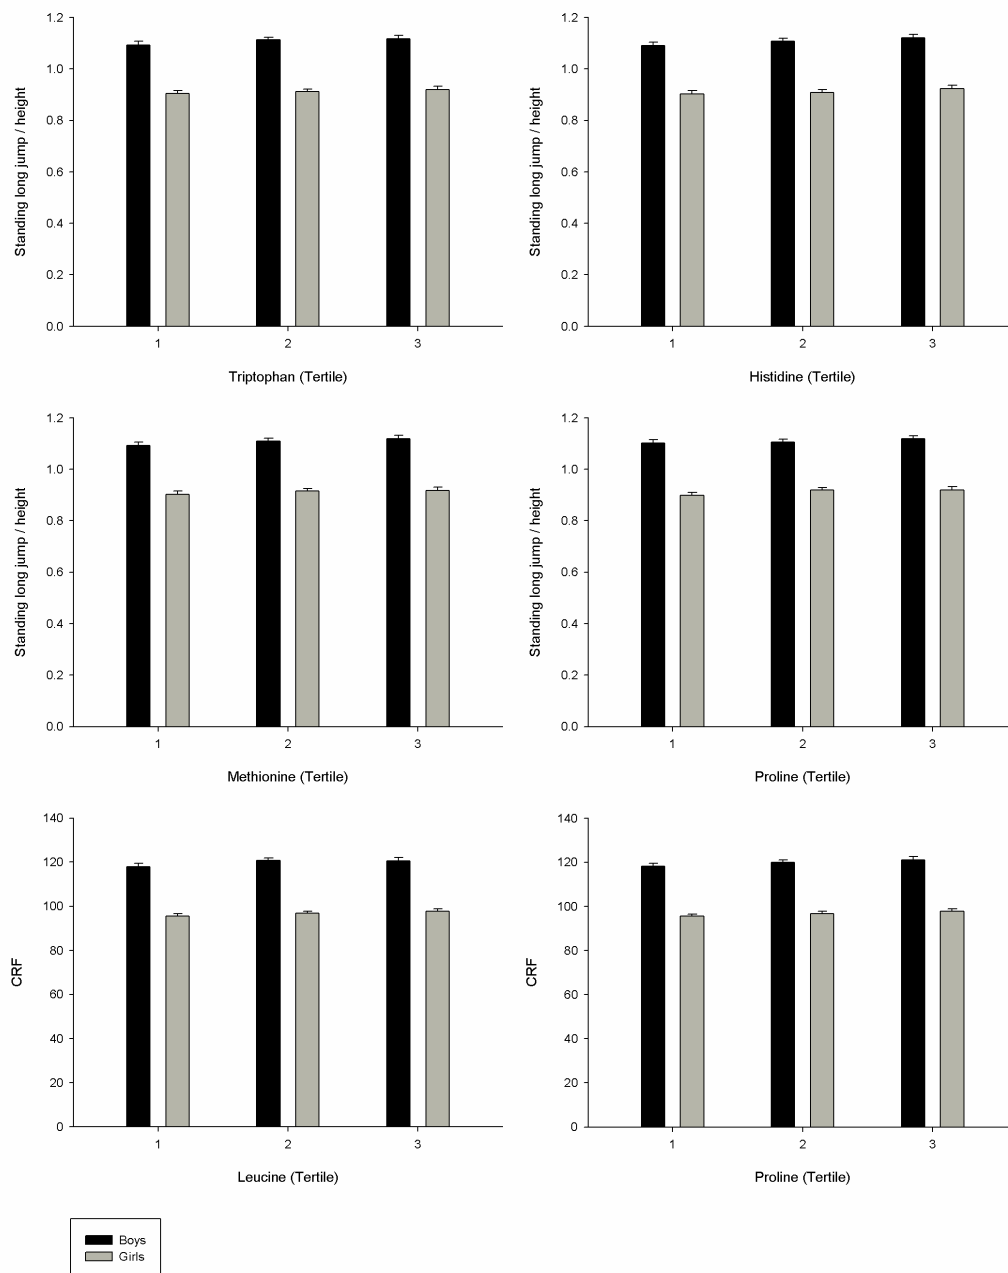 1.2
1.0
0.8
0.6
0.4
0.2
0.0
Standing long jump / height
1 2 3
Triptophan (Tertile)
1.2
1.0
0.8
0.6
0.4
0.2
0.0
Standing long jump / height
1 2 3
Histidine (Tertile)
1.2
1.0
0.8
0.6
0.4
0.2
0.0
Standing long jump / height
1 2 3
Methionine (Tertile)
1.2
1.0
0.8
0.6
0.4
0.2
0.0
Standing long jump / height
1 2 3
Proline (Tertile)
140
120
100
80
60
40
20
0
CRF
1 2 3
Leucine (Tertile)
140
120
100
80
60
40
20
0
CRF
1 2 3
Proline (Tertile)
Boys
Girls